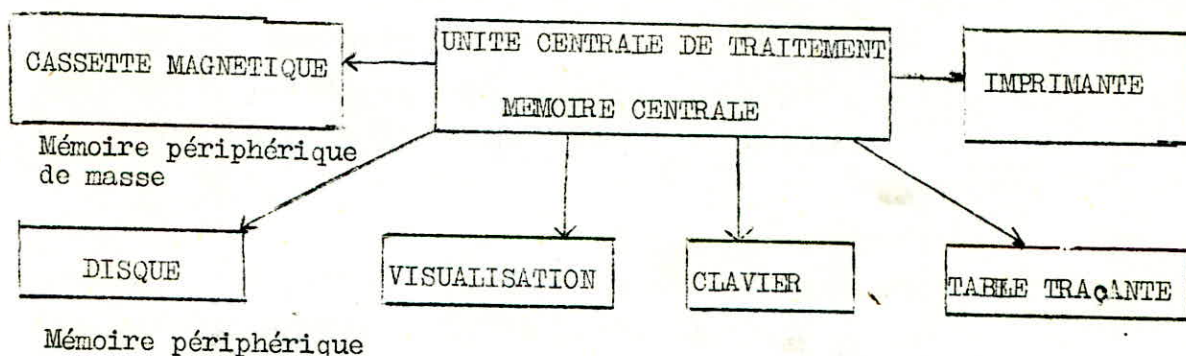 UNITE CENTRALE DE TRAITEMENT
CASSETTE MAGNETIQUE
MEMOIRE CENTRALE
IMPRIMANTE
Mémoire périphérique
de masse
DISQUE
VISUALISATION
CLAVIER
TABLE TRAçANTE
Mémoire périphérique